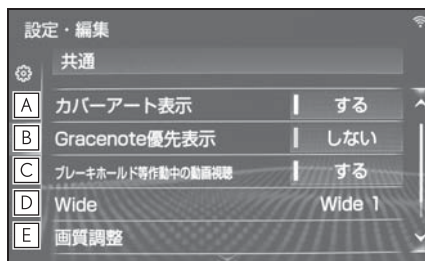 設定・編集
共通
A カバーアート表示 する
B Gracenote優先表示 しない
C ブレーキホールド等作動中の動画視聴 する
D Wide Wide 1
E 画質調整